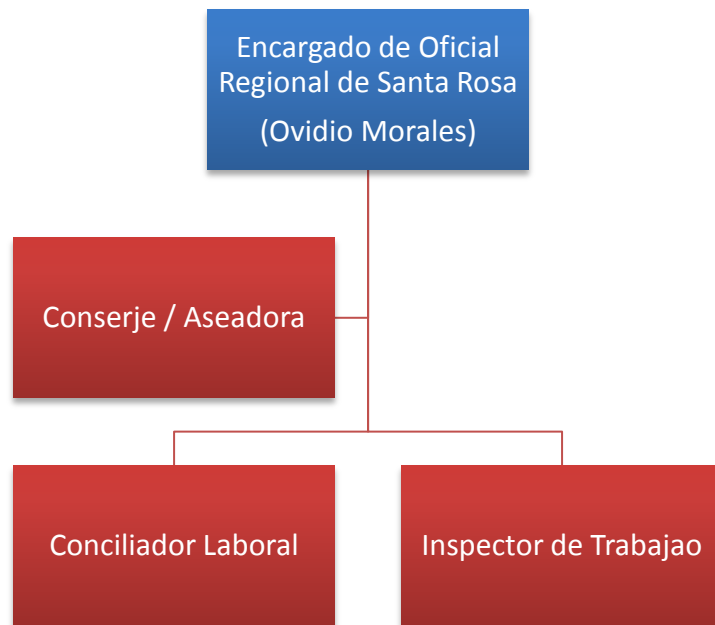 Encargado de Oficial
Regional de Santa Rosa
(Ovidio Morales)
Conserje / Aseadora
Conciliador Laboral
Inspector de Trabajao